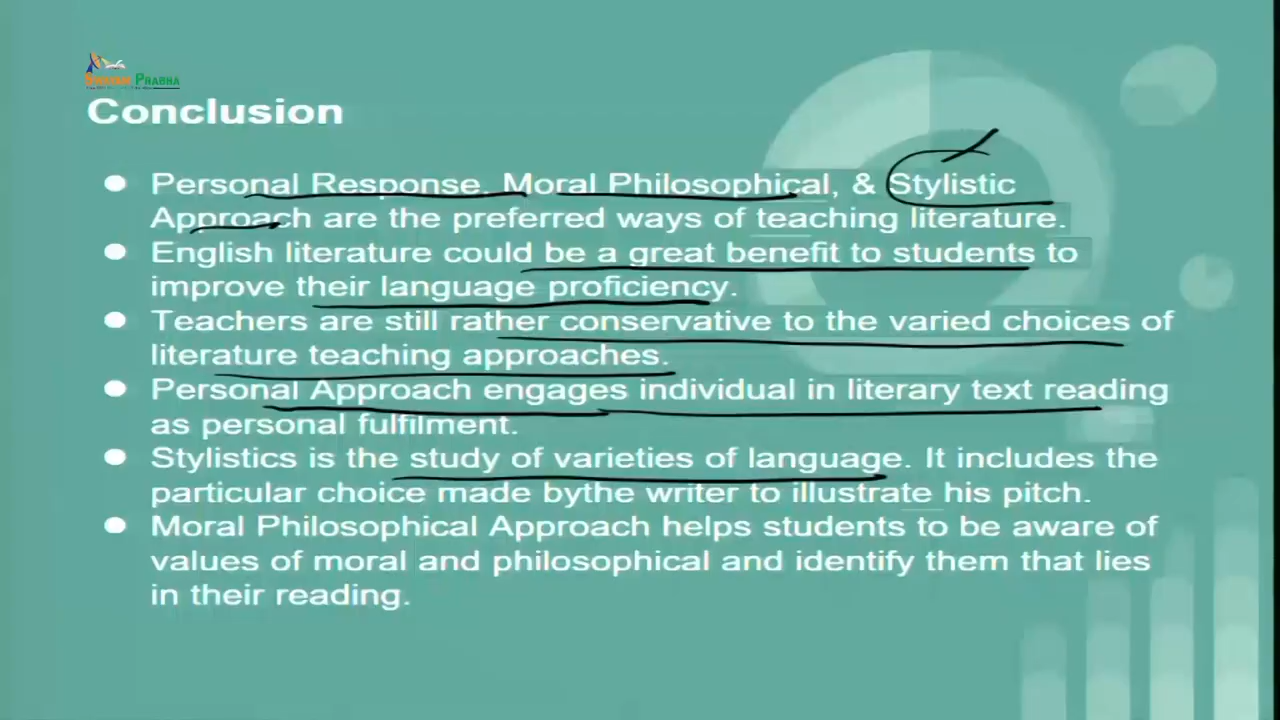 SWAYAM PRABHA
Conclusion
Personal Response, Moral Philosophical, & Stylistic
Approach are the preferred ways of teaching literature.
English literature could be a great benefit to students to
improve their language proficiency.
Teachers are still rather conservative to the varied choices of
literature teaching approaches.
Personal Approach engages individual in literary text reading
as personal fulfilment.
Stylistics is the study of varieties of language. It includes the
particular choice made bythe writer to illustrate his pitch.
Moral Philosophical Approach helps students to be aware of
values of moral and philosophical and identify them that lies
in their reading.